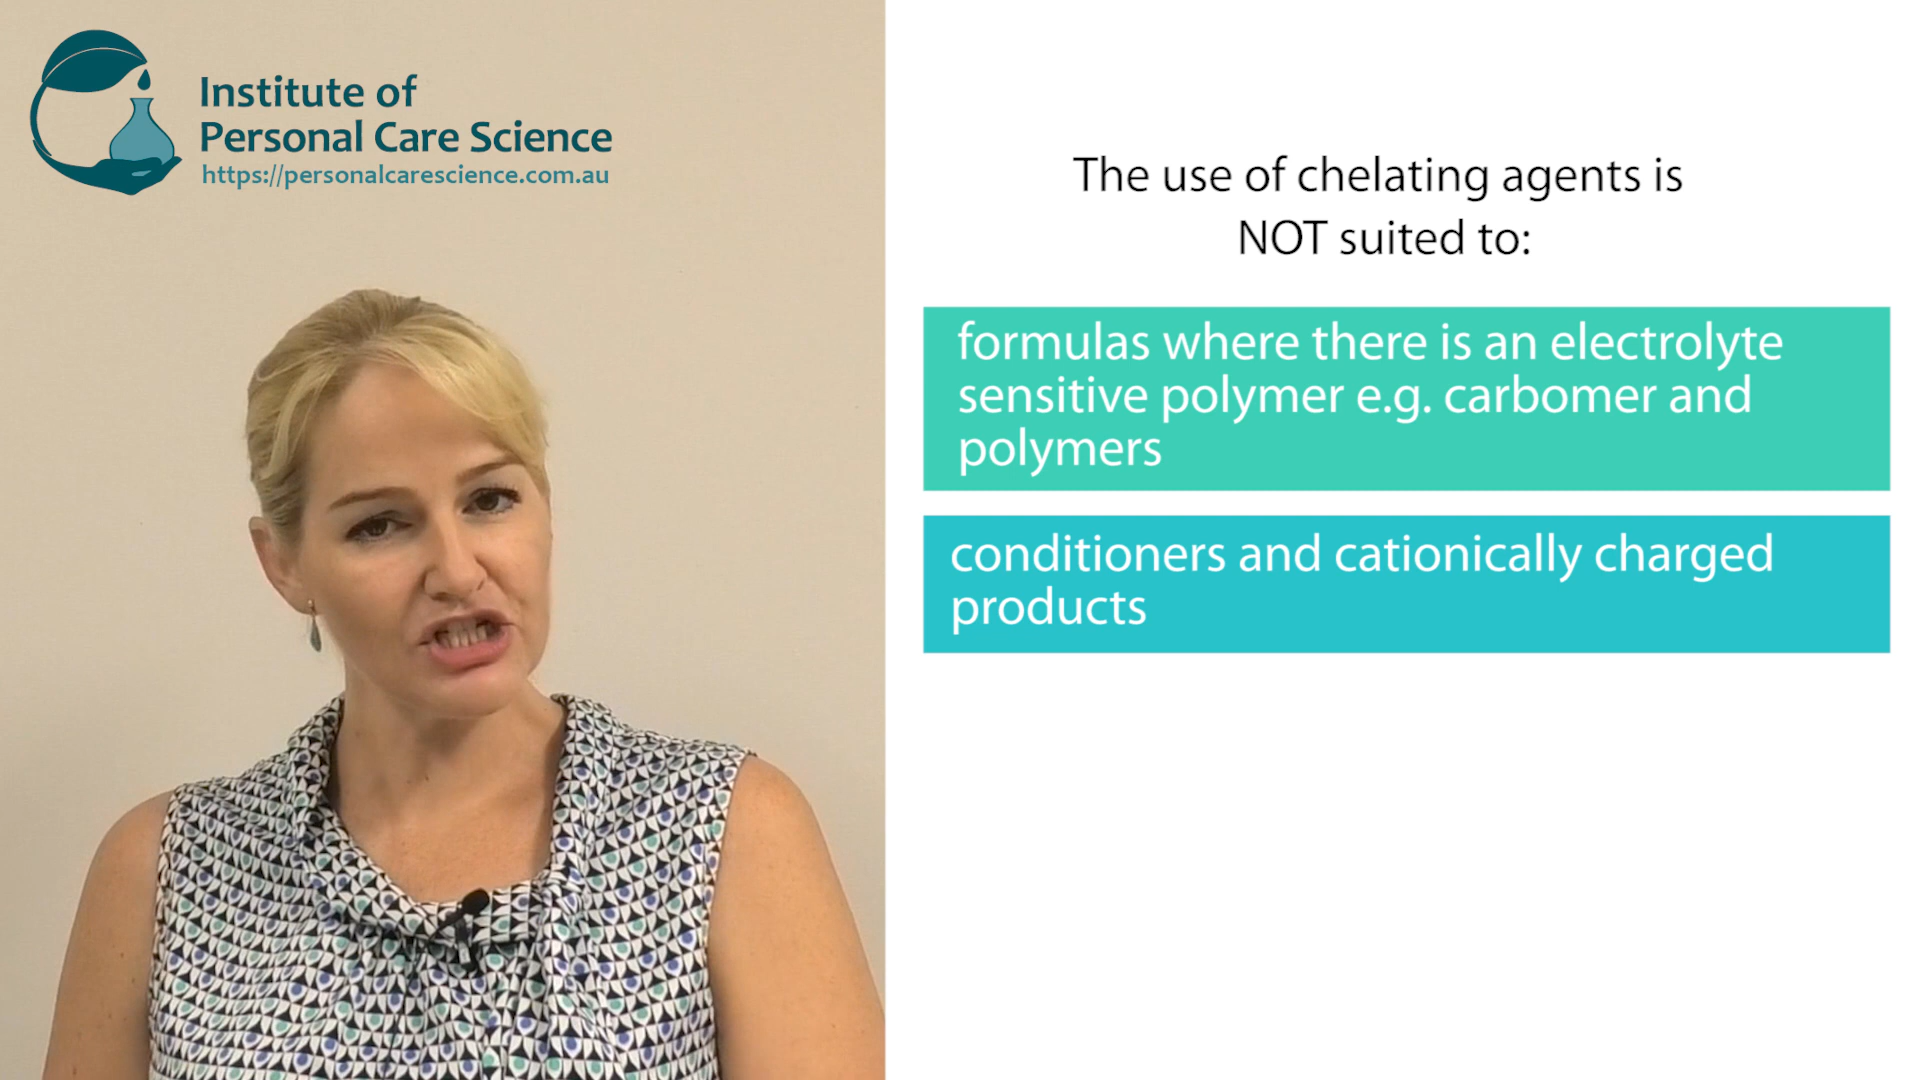 Institute of
Personal Care Science
https://personalcarescience.com.au
The use of chelating agents is
NOT suited to:
formulas where there is an electrolyte
sensitive polymer e.g. carbomer and
polymers
conditioners and cationically charged
products